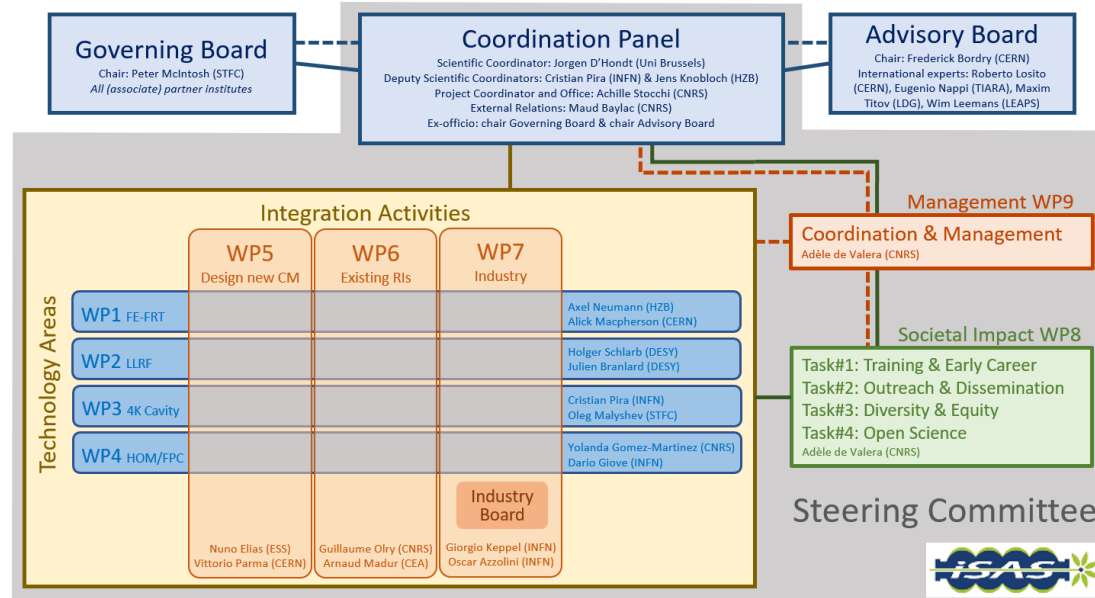 Governing Board
Chair: Peter McIntosh (STFC)
All (associate) partner institutes
Coordination Panel
Scientific Coordinator: Jorgen D'Hondt (Uni Brussels)
Deputy Scientific Coordinators: Cristian Pira (INFN) & Jens Knobloch (HZB)
Project Coordinator and Office: Achille Stocchi (CNRS)
External Relations: Maud Baylac (CNRS)
Ex-officio: chair Governing Board & chair Advisory Board
Advisory Board
Chair: Frederick Bordry (CERN)
International experts: Roberto Losito
(CERN), Eugenio Nappi (TIARA), Maxim
Titov (LDG), Wim Leemans (LEAPS)
Integration Activities
WP5
Design new CM
WP6
Existing RIs
WP7
Industry
Technology Areas
WP1 FE-FRT
Axel Neumann (HZB)
Alick Macpherson (CERN)
WP2 LLRF
Holger Schlarb (DESY)
Julien Branlard (DESY)
WP3 4K Cavity
Cristian Pira (INFN)
Oleg Malyshev (STFC)
WP4 HOM/FPC
Yolanda Gomez-Martinez (CNRS)
Dario Giove (INFN)
Industry
Board
Nuno Elias (ESS)
Vittorio Parma (CERN)
Guillaume Olry (CNRS)
Arnaud Madur (CEA)
Giorgio Keppel (INFN)
Oscar Azzolini (INFN)
Management WP9
Coordination & Management
Adèle de Valera (CNRS)
Societal Impact WP8
Task#1: Training & Early Career
Task#2: Outreach & Dissemination
Task#3: Diversity & Equity
Task#4: Open Science
Adèle de Valera (CNRS)
Steering Committee
iSAS